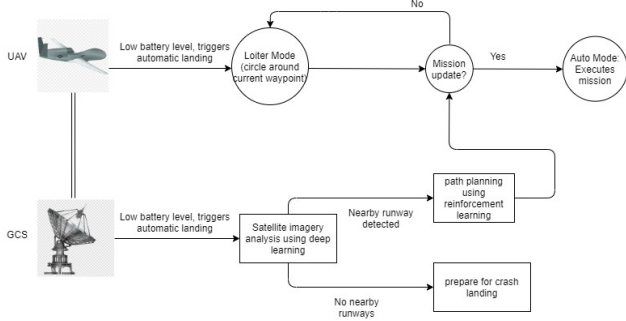 No
UAV
Low battery level, triggers
automatic landing
Loiter Mode
(circle around
current waypoint)
Mission
update?
Yes
Auto Mode:
Executes
mission
GCS
Low battery level, triggers
automatic landing
Satellite imagery
analysis using deep
learning
Nearby runway
detected
path planning
using
reinforcement
learning
No nearby
runways
prepare for crash
landing